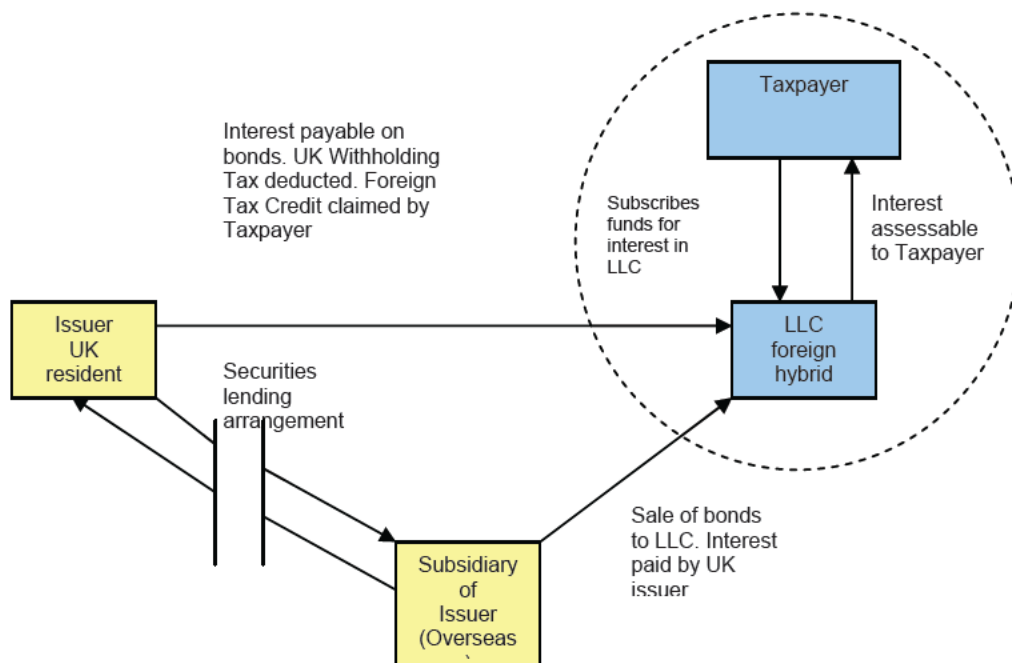 Taxpayer
Interest payable on
bonds. UK Withholding
Tax deducted. Foreign
Tax Credit claimed by
Taxpayer
Subscribes
funds for
interest in
LLC
Interest
assessable
to Taxpayer
Issuer
UK
resident
LLC
foreign
hybrid
Securities
lending
arrangement
Sale of bonds
to LLC. Interest
paid by UK
issuer
Subsidiary
of
Issuer
(Overseas
)